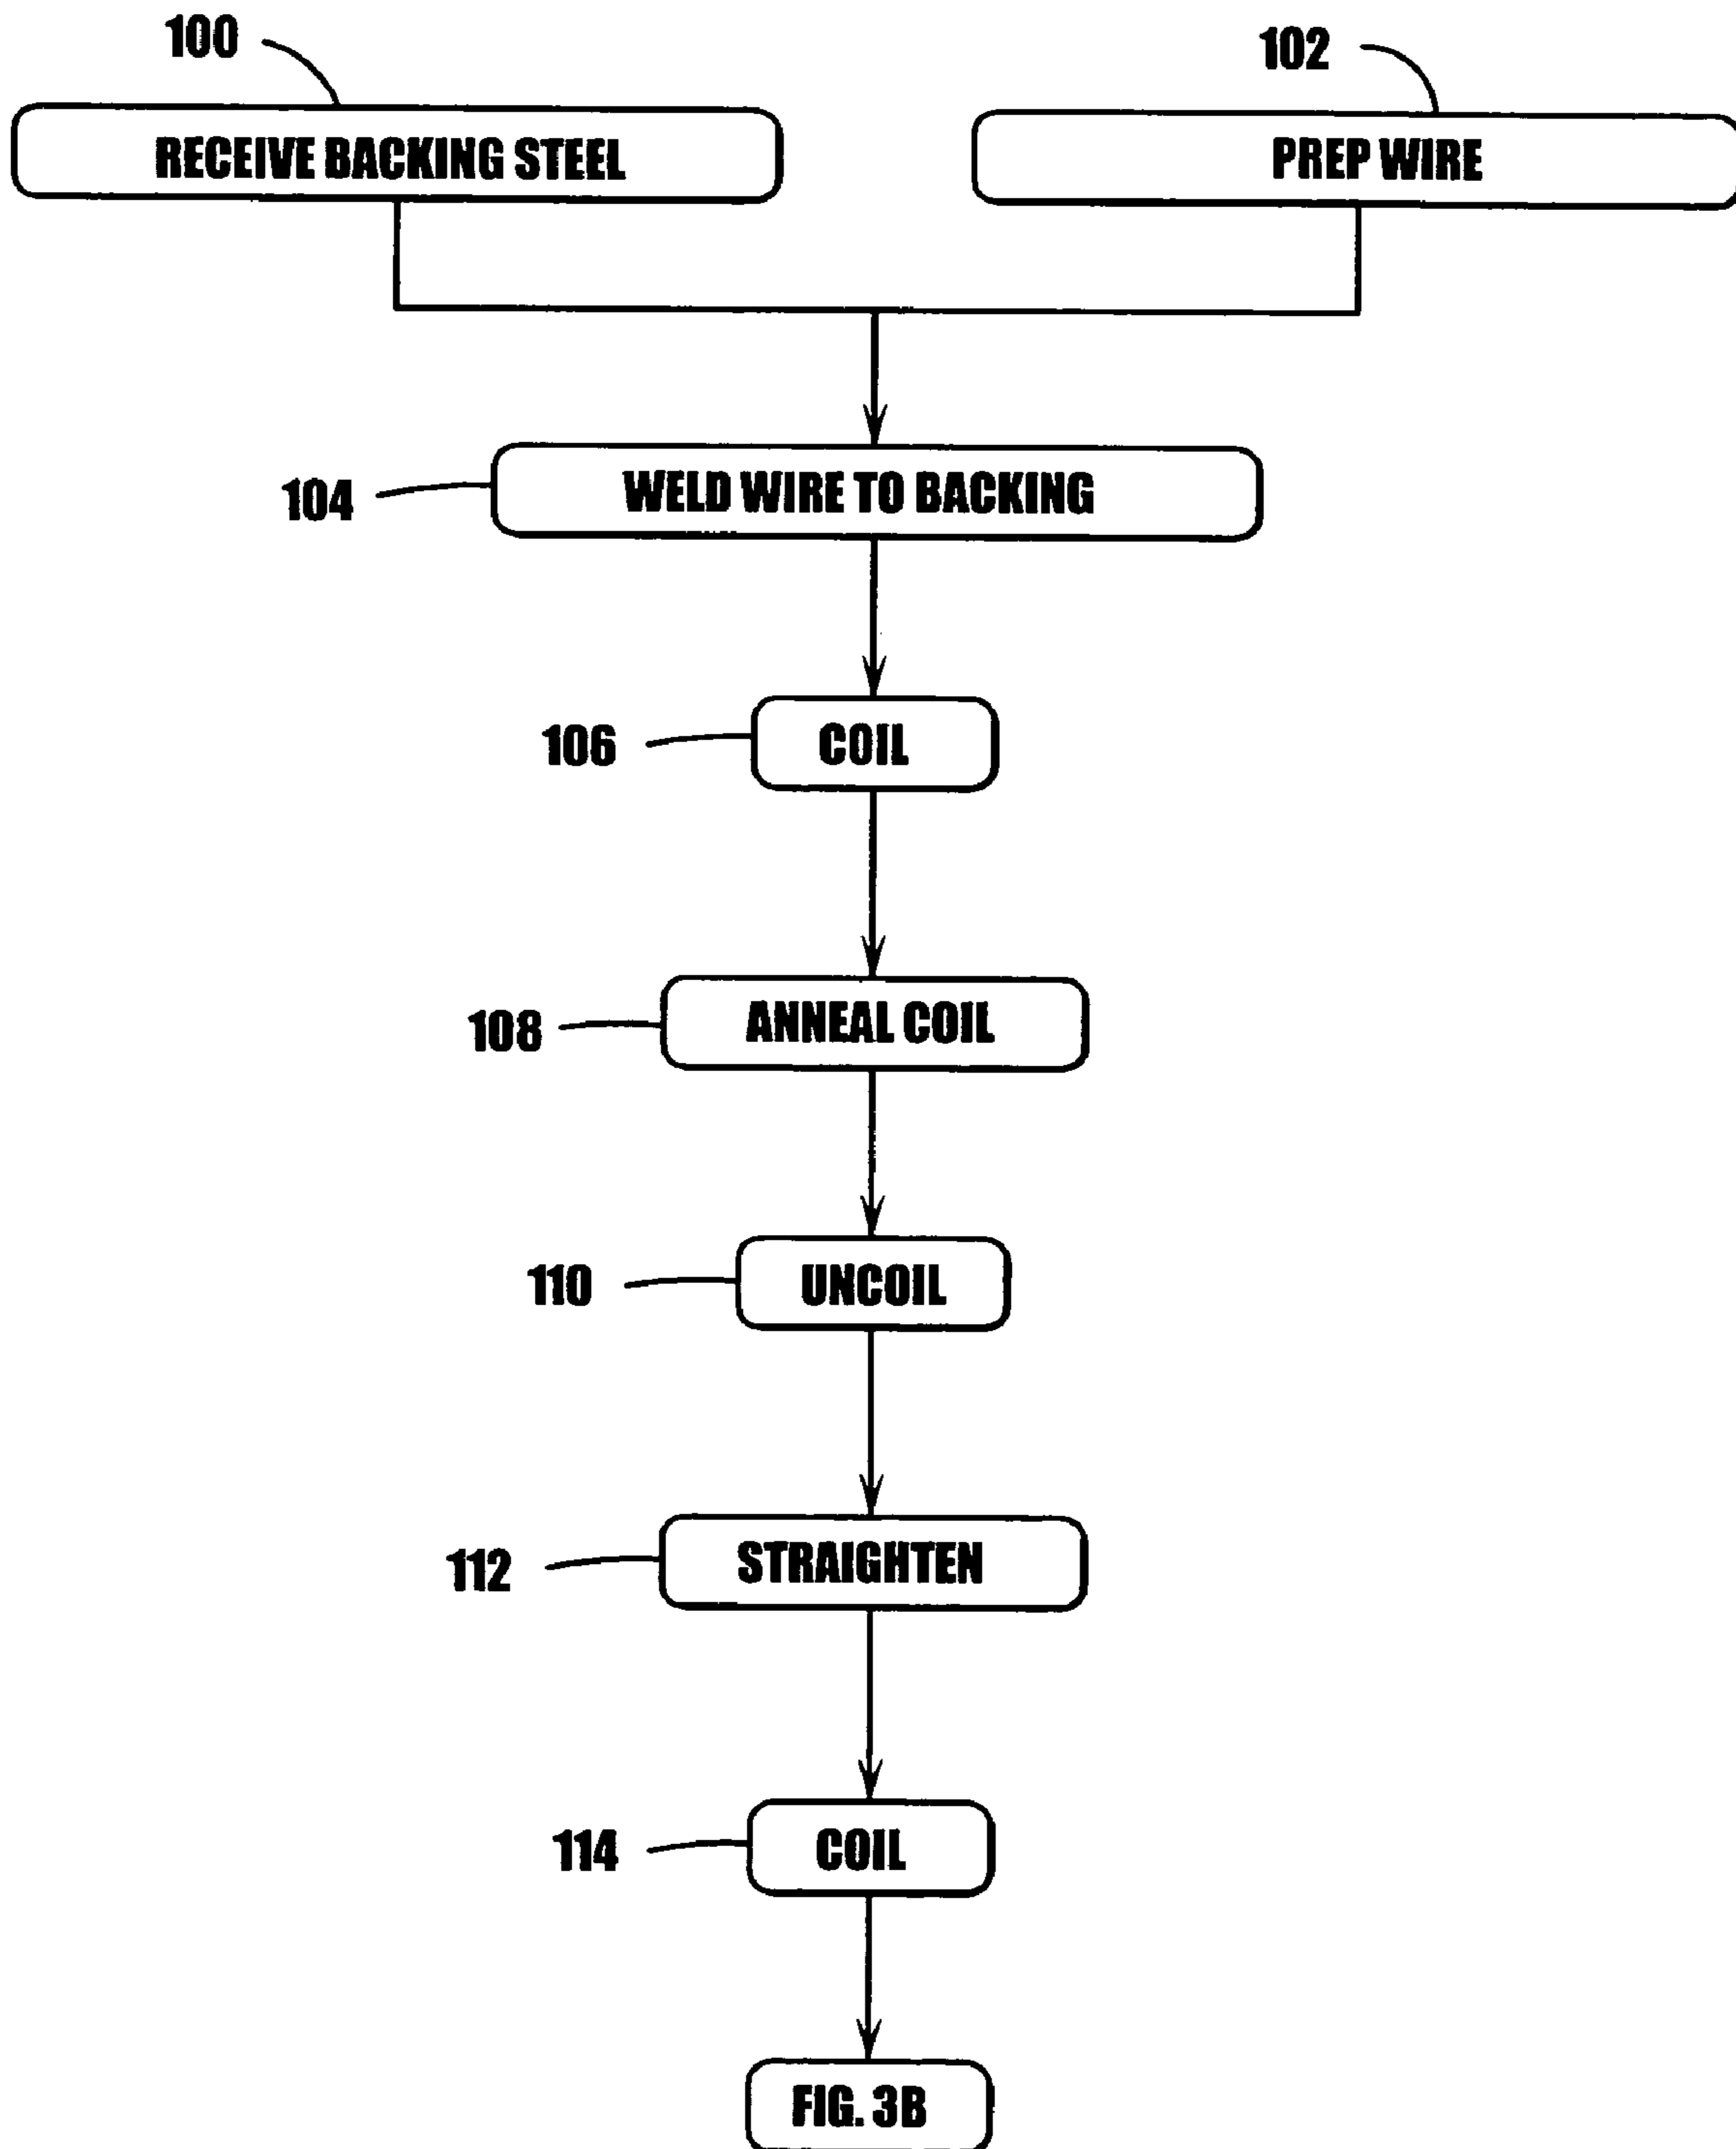 100
102
RECEIVE BACKING STEEL
PREP WIRE
104
WELD WIRE TO BACKING
106
COIL
108
ANNEAL COIL
110
UNCOIL
112
STRAIGHTEN
114
COIL
FIG. 3B